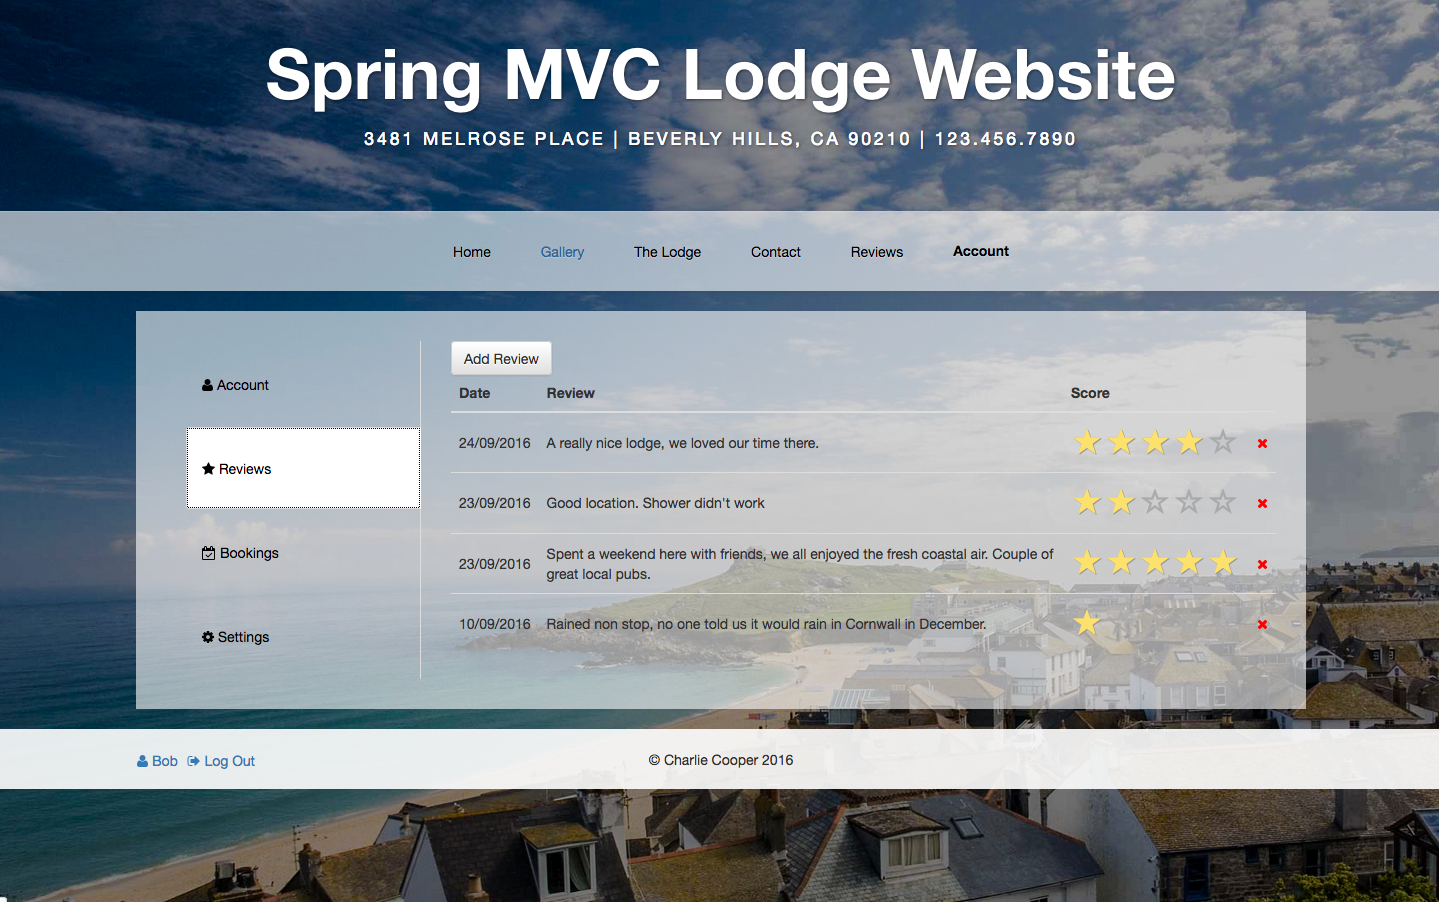 Spring MVC Lodge Website
3481 MELROSE PLACE | BEVERLY HILLS, CA 90210 | 123.456.7890
Home Gallery The Lodge Contact Reviews Account
Account
Reviews
Bookings
Settings
Add Review
Date Review Score
24/09/2016 A really nice lodge, we loved our time there.
23/09/2016 Good location. Shower didn't work
23/09/2016 Spent a weekend here with friends, we all enjoyed the fresh coastal air. Couple of
great local pubs.
10/09/2016 Rained non stop, no one told us it would rain in Cornwall in December.
Bob Log Out © Charlie Cooper 2016